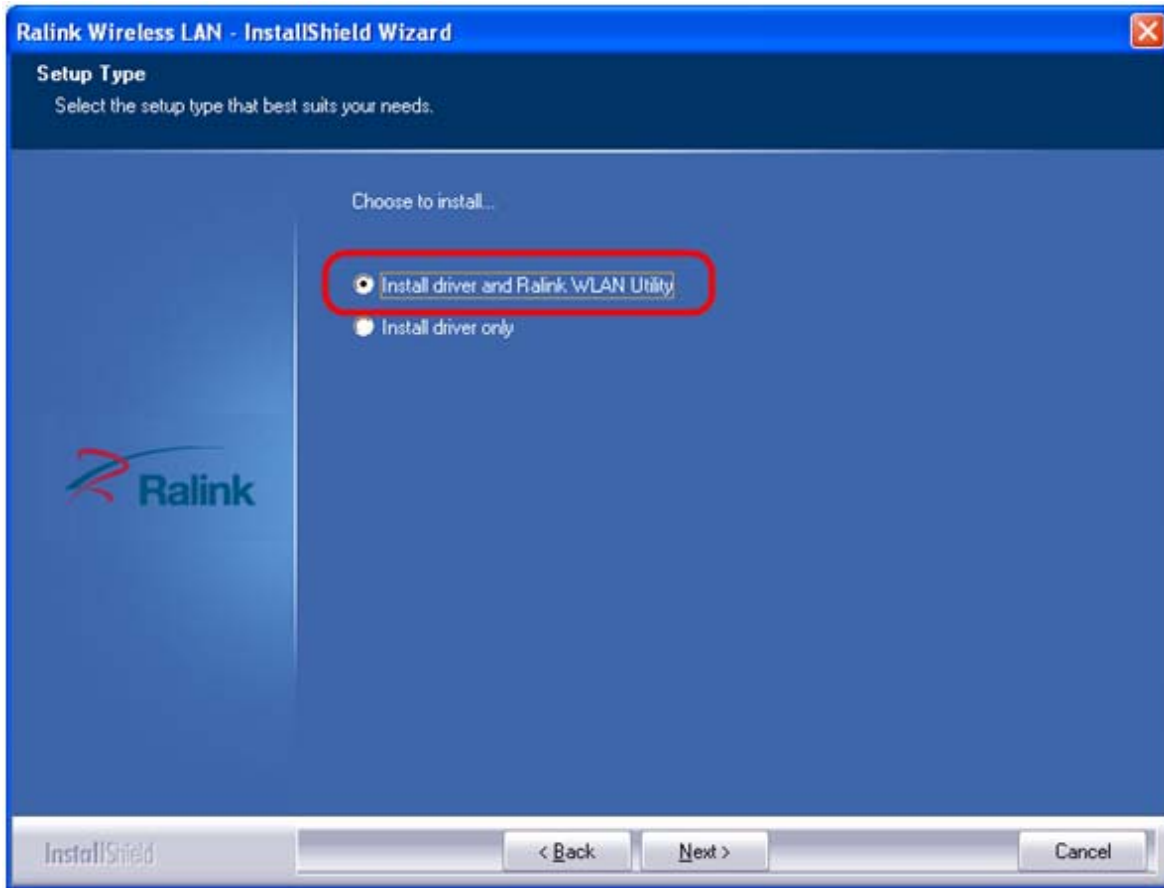 Ralink Wireless LAN - InstallShield Wizard
Setup Type
Select the setup type that best suits your needs.
Choose to install...
Install driver and Ralink WLAN Utility
Install driver only
Ralink
InstallShield
< Back
Next >
Cancel